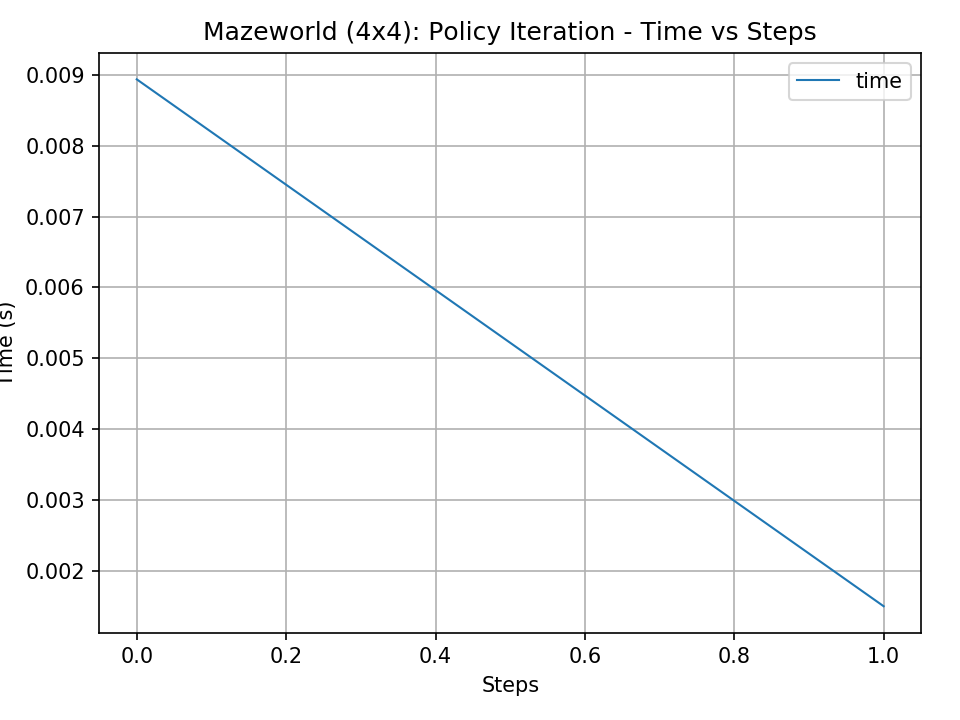 Mazeworld (4x4): Policy Iteration - Time vs Steps
time
0.009
0.008
0.007
0.006
0.005
0.004
0.003
0.002
Time (s)
0.0 0.2 0.4 0.6 0.8 1.0
Steps